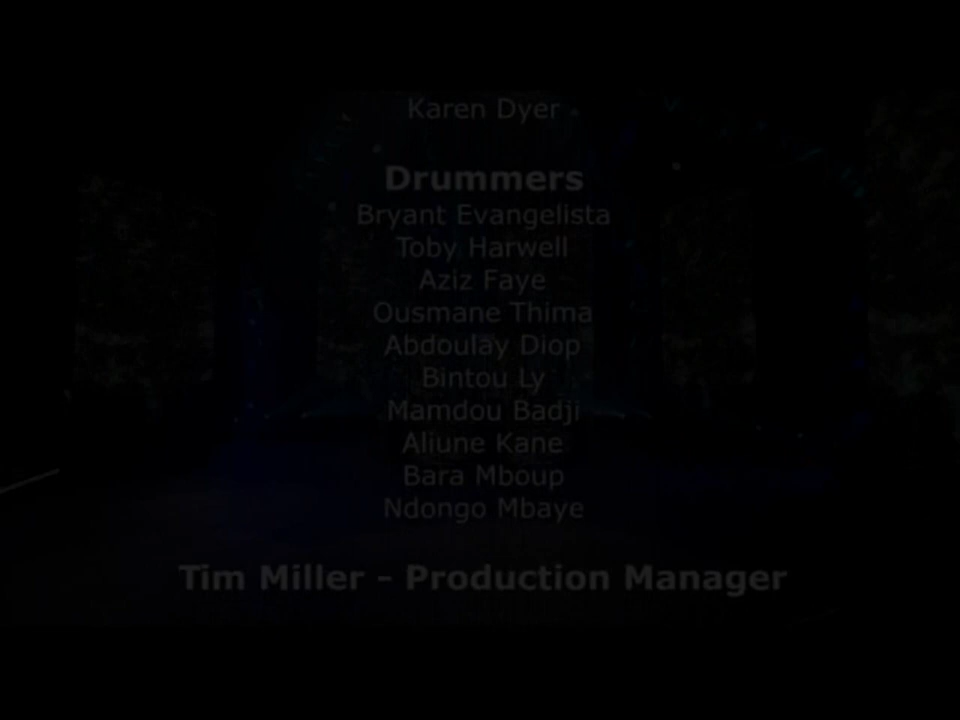 Karen Dyer
Drummers
Bryant Evangelista
Toby Harwell
Aziz Faye
Ousmane Thima
Abdoulay Diop
Bintou Ly
Mamdou Badji
Aliune Kane
Bara Mboup
Ndongo Mbaye
Tim Miller – Production Manager